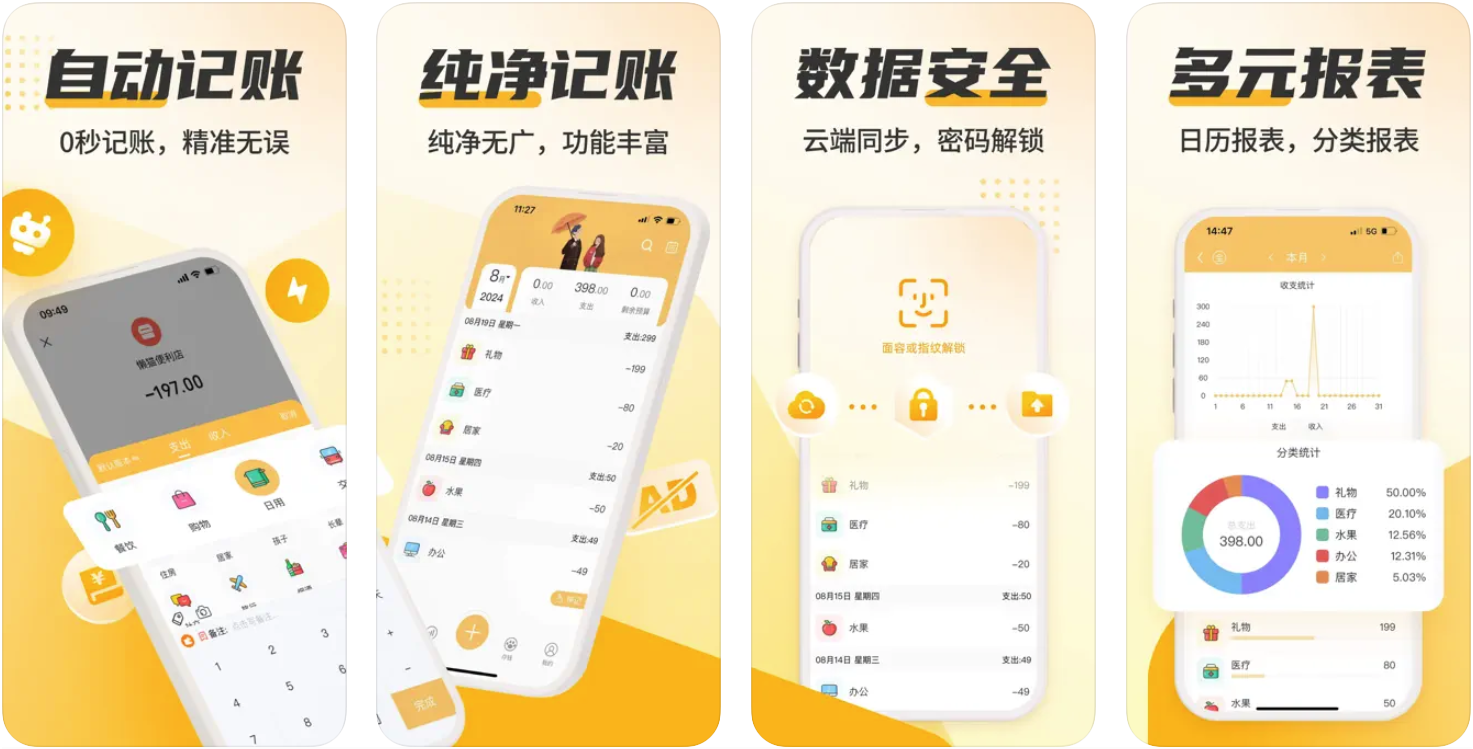 自动记账
0秒记账，精准无误
09:49
懒猫便利店
-197.00
取消
默认账本
支出
收入
餐饮
购物
日用
交
住房
居家
孩子
长辈
备注:
点击写备注...
1
2
3
4
5
6
7
8
纯净记账
纯净无广，功能丰富
11:27
8月
2024
0.00
收入
398.00
支出
0.00
剩余预算
08月19日 星期一
支出:299
礼物
-199
医疗
-80
居家
-20
08月15日 星期四
支出:50
水果
-50
08月14日 星期三
支出:49
办公
-49
AD
存钱
我的
+
-
完成
数据安全
云端同步，密码解锁
面容或指纹解锁
礼物
-199
医疗
-80
居家
-20
08月15日 星期四
支出:50
水果
-50
08月14日 星期三
支出:49
办公
-49
多元报表
日历报表，分类报表
14:47
5G
本月
收支统计
300
240
180
120
60
0
1 6 11 16 21 26 31
支出 收入
分类统计
总支出
398.00
礼物 50.00%
医疗 20.10%
水果 12.56%
办公 12.31%
居家 5.03%
礼物 199
医疗 80
水果 50